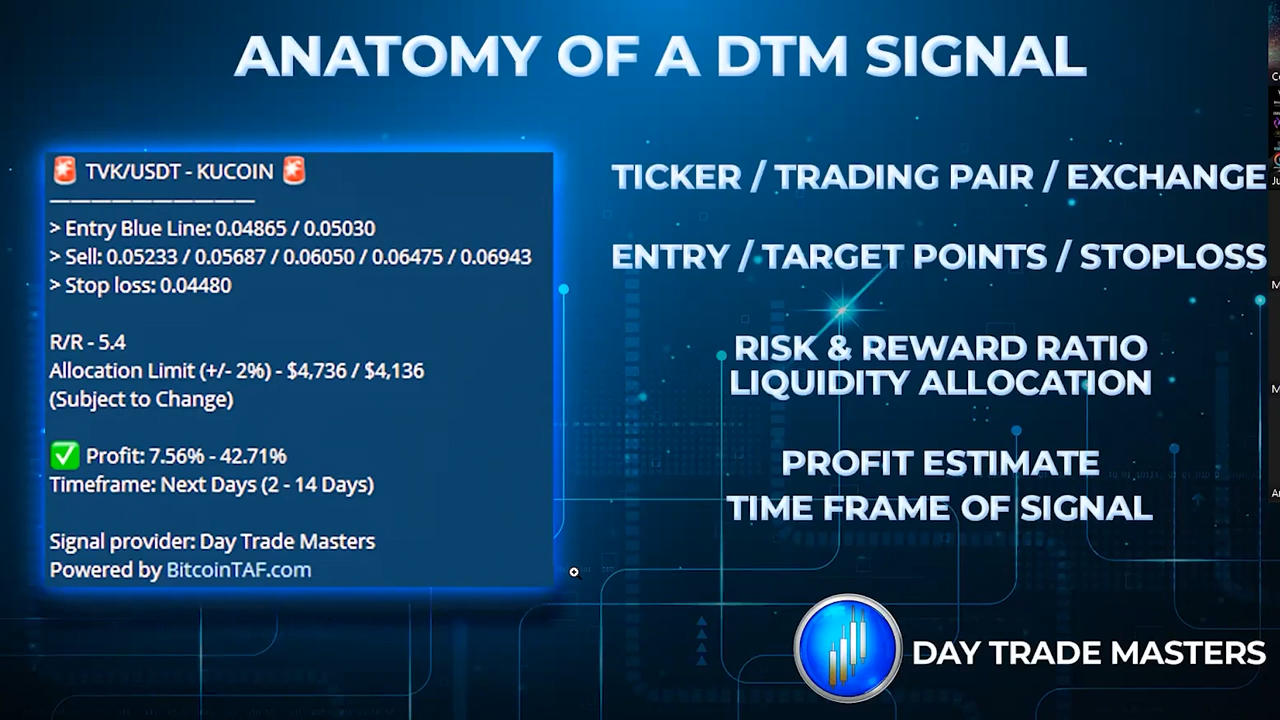 ANATOMY OF A DTM SIGNAL
🚨 TVK/USDT - KUCOIN 🚨
——————————
> Entry Blue Line: 0.04865 / 0.05030
> Sell: 0.05233 / 0.05687 / 0.06050 / 0.06475 / 0.06943
> Stop loss: 0.04480
R/R - 5.4
Allocation Limit (+/- 2%) - $4,736 / $4,136
(Subject to Change)
✅ Profit: 7.56% - 42.71%
Timeframe: Next Days (2 - 14 Days)
Signal provider: Day Trade Masters
Powered by BitcoinTAF.com
TICKER / TRADING PAIR / EXCHANGE
ENTRY / TARGET POINTS / STOPLOSS
RISK & REWARD RATIO
LIQUIDITY ALLOCATION
PROFIT ESTIMATE
TIME FRAME OF SIGNAL
DAY TRADE MASTERS